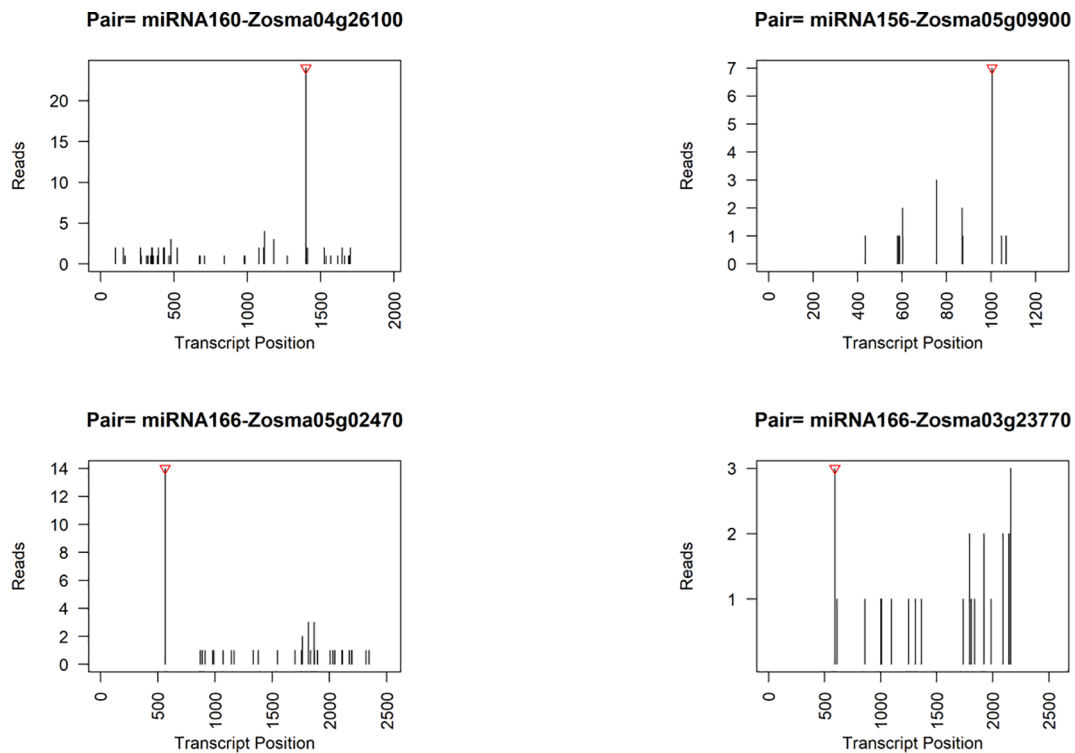 Pair= miRNA160-Zosma04g26100
Reads
20
15
10
5
0
0 500 1000 1500 2000
Transcript Position
Pair= miRNA156-Zosma05g09900
Reads
7
6
5
4
3
2
1
0
0 200 400 600 800 1000 1200
Transcript Position
Pair= miRNA166-Zosma05g02470
Reads
14
12
10
8
6
4
2
0
0 500 1000 1500 2000 2500
Transcript Position
Pair= miRNA166-Zosma03g23770
Reads
3
2
1
0 500 1000 1500 2000 2500
Transcript Position